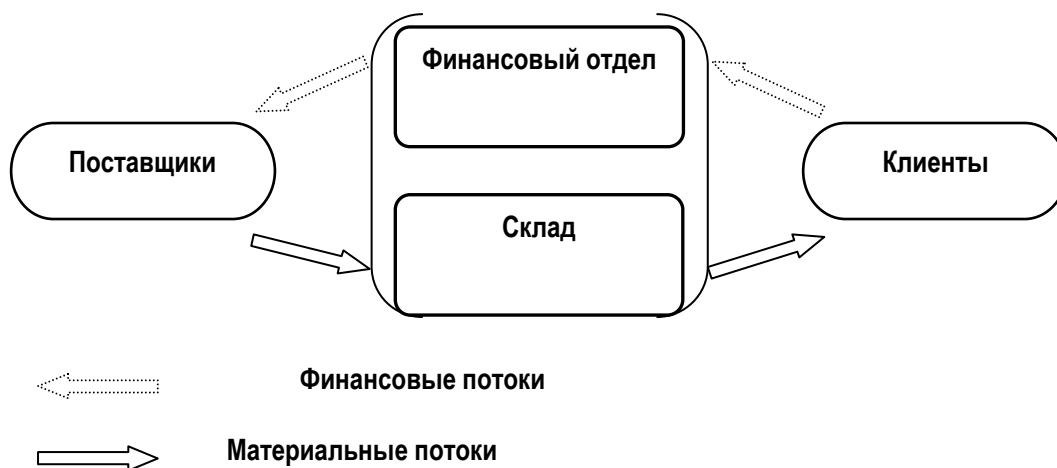 Финансовый отдел
Поставщики
Клиенты
Склад
Финансовые потоки
Материальные потоки